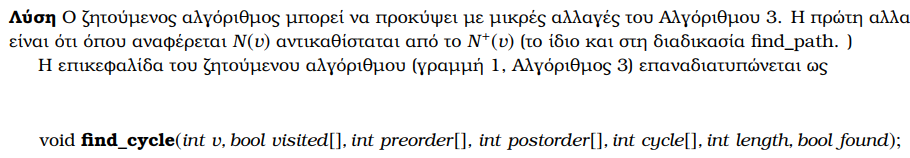 Λύση Ο ζητούμενος αλγόριθμος μπορεί να προκύψει με μικρές αλλαγές του Αλγόριθμου 3. Η πρώτη αλλα
είναι ότι όπου αναφέρεται N(v) αντικαθίσταται από το N⁺(v) (το ίδιο και στη διαδικασία find_path. )
Η επικεφαλίδα του ζητούμενου αλγορίθμου (γραμμή 1, Αλγόριθμος 3) επαναδιατυπώνεται ως
void find_cycle(int v, bool visited[], int preorder[], int postorder[], int cycle[], int length, bool found);